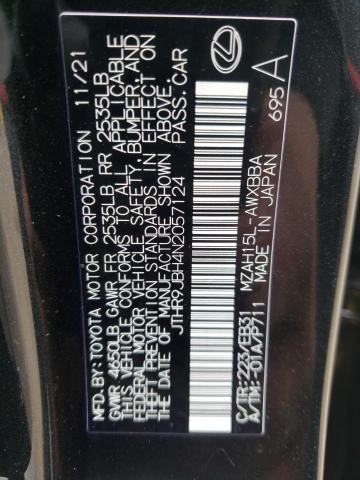 MFD.BY:TOYOTA MOTOR CORPORATION 11/21
GVWR 4650LB GAWR FR 2535LB RR 2535LB
THIS VEHICLE CONFORMS TO ALL APPLICABLE
FEDERAL MOTOR VEHICLE SAFETY,BUMPER,AND
THEFT PREVENTION STANDARDS IN EFFECT ON
THE DATE OF MANUFACTURE SHOWN ABOVE.
JTHR9JBH4N2057124 PASS.CAR
C/TR:223/EB31 MZAH15L-AWXBBA
A/TM:-01A/P711 MADE IN JAPAN
695 A